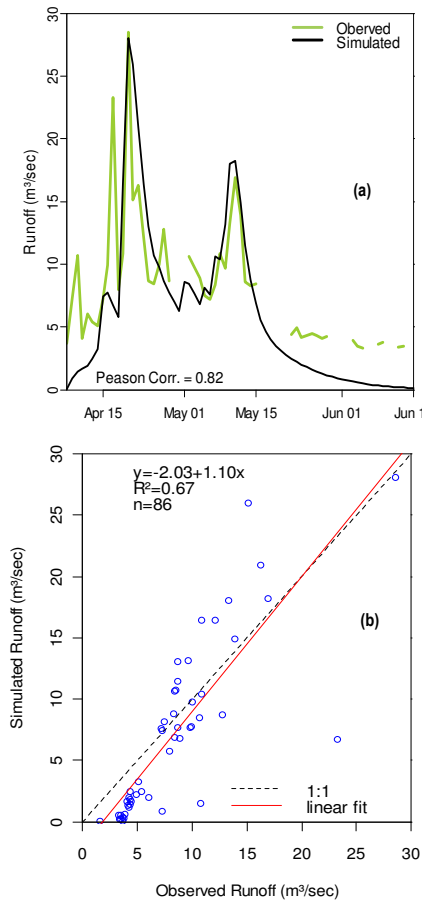 30
25
20
15
10
5
0
Runoff (m³/sec)
Oberved
Simulated
(a)
Peason Corr. = 0.82
Apr 15
May 01
May 15
Jun 01
Jun 1
30
25
20
15
10
5
0
Simulated Runoff (m³/sec)
y=-2.03+1.10x
R²=0.67
n=86
(b)
1:1
linear fit
0 5 10 15 20 25 30
Observed Runoff (m³/sec)